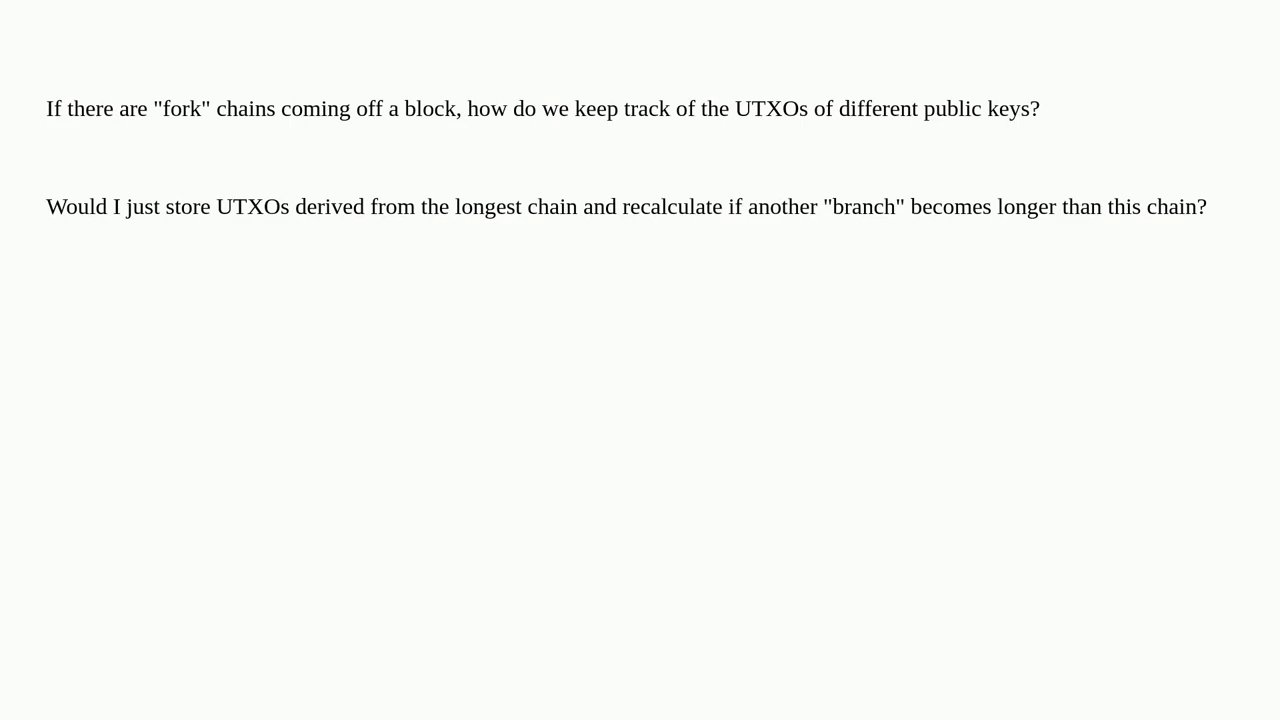 If there are "fork" chains coming off a block, how do we keep track of the UTXOs of different public keys?
Would I just store UTXOs derived from the longest chain and recalculate if another "branch" becomes longer than this chain?